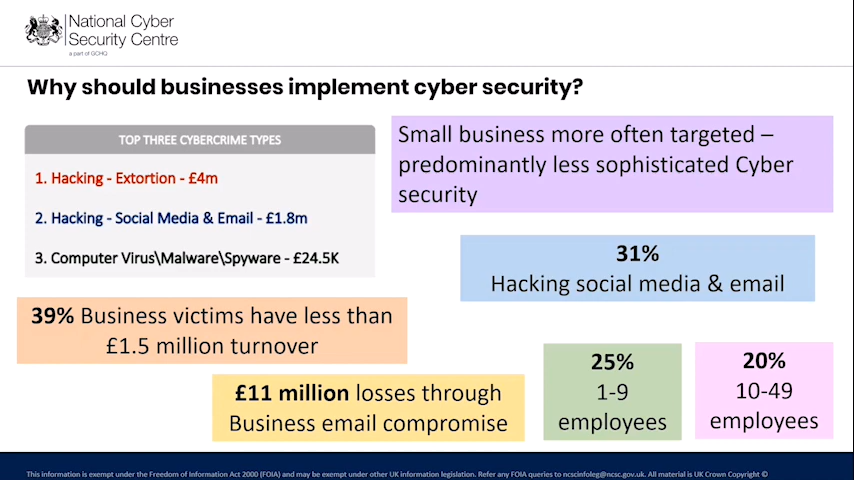 National Cyber
Security Centre
a part of GCHQ
Why should businesses implement cyber security?
TOP THREE CYBERCRIME TYPES
1. Hacking - Extortion - £4m
2. Hacking - Social Media & Email - £1.8m
3. Computer Virus\Malware\Spyware - £24.5K
Small business more often targeted –
predominantly less sophisticated Cyber
security
31%
Hacking social media & email
39% Business victims have less than
£1.5 million turnover
£11 million losses through
Business email compromise
25%
1-9
employees
20%
10-49
employees
This information is exempt under the Freedom of Information Act 2000 (FOIA) and may be exempt under other UK information legislation. Refer any FOIA queries to ncscinfoleg@ncsc.gov.uk. All material is UK Crown Copyright ©